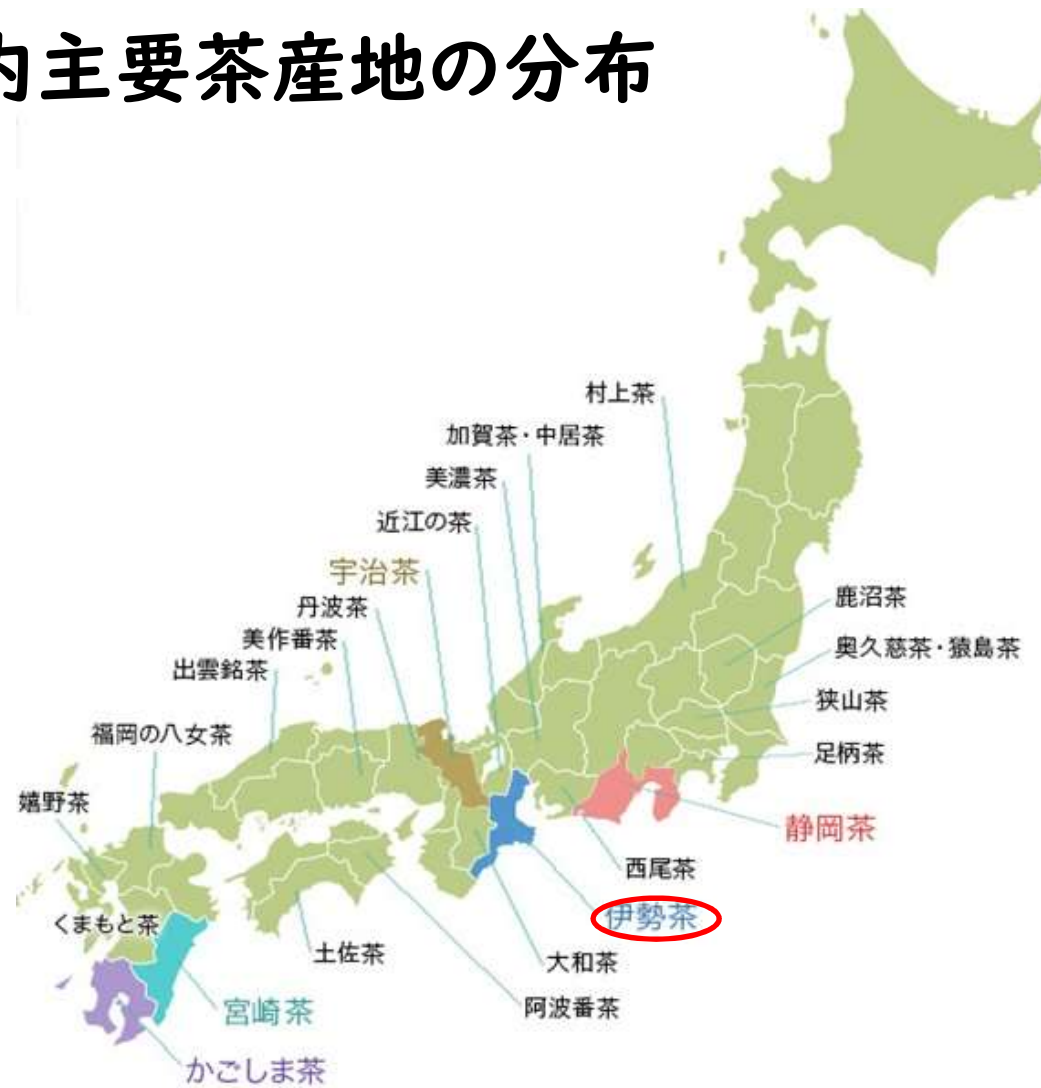 内主要茶産地の分布
村上茶
加賀茶・中居茶
美濃茶
近江の茶
宇治茶
丹波茶
美作番茶
出雲銘茶
福岡の八女茶
嬉野茶
くまもと茶
宮崎茶
かごしま茶
土佐茶
阿波番茶
大和茶
伊勢茶
西尾茶
静岡茶
足柄茶
狭山茶
奥久慈茶・猿島茶
鹿沼茶